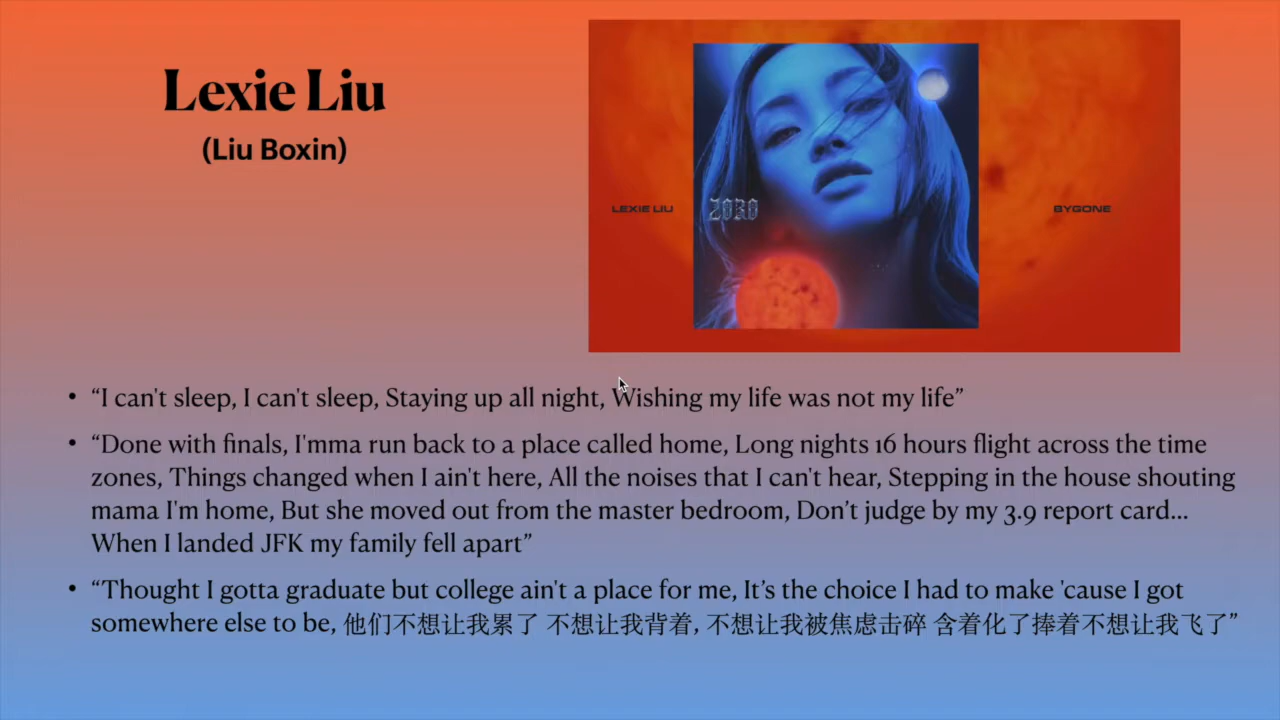 Lexie Liu
(Liu Boxin)
LEXIE LIU
2030
BYGONE
• “I can't sleep, I can't sleep, Staying up all night, Wishing my life was not my life”
• “Done with finals, I'mma run back to a place called home, Long nights 16 hours flight across the time
zones, Things changed when I ain't here, All the noises that I can't hear, Stepping in the house shouting
mama I'm home, But she moved out from the master bedroom, Don’t judge by my 3.9 report card...
When I landed JFK my family fell apart”
• “Thought I gotta graduate but college ain't a place for me, It’s the choice I had to make 'cause I got
somewhere else to be, 他们不想让我累了 不想让我背着, 不想让我被焦虑击碎 含着化了捧着不想让我飞了”